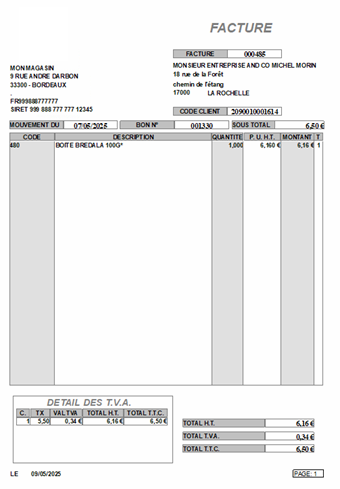 FACTURE
FACTURE 000485
MON MAGASIN
9 RUE ANDRE DARBON
33300 - BORDEAUX
.
FR999888777777
SIRET 999 888 777 777 12345
MONSIEUR ENTREPRISE AND CO MICHEL MORIN
18 rue de la Forêt
chemin de l'étang
17000 LA ROCHELLE
CODE CLIENT 2090010001614
MOUVEMENT DU 07/05/2025 BON N° 001330 SOUS TOTAL 6,50 €
CODE DESCRIPTION QUANTITE P. U. H.T. MONTANT T
480 BOITE BREDALA 100G* 1,000 6,160 € 6,16 € 1
DETAIL DES T.V.A.
C. TX VAL TVA TOTAL H.T. TOTAL T.T.C.
1 5,50 0,34 € 6,16 € 6,50 €
TOTAL H.T. 6,16 €
TOTAL T.V.A. 0,34 €
TOTAL T.T.C. 6,50 €
LE 09/05/2025
PAGE: 1